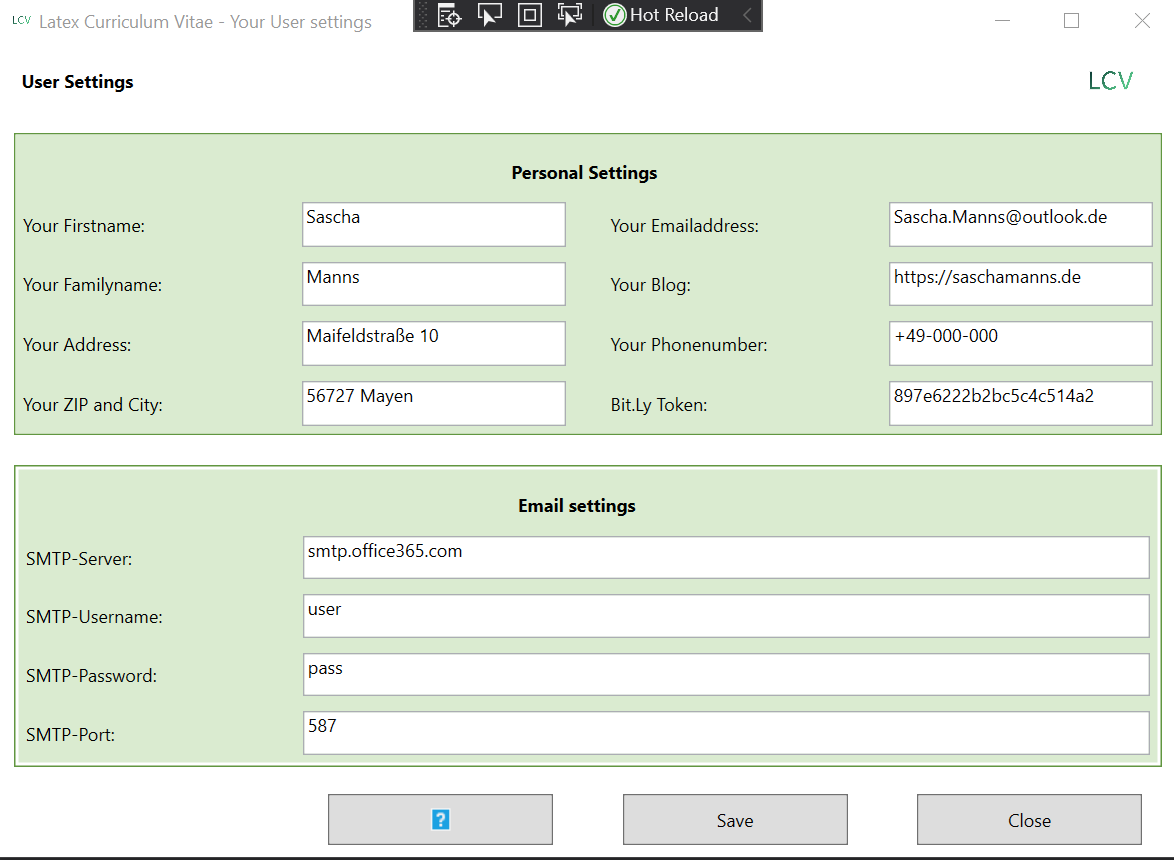 LCV Latex Curriculum Vitae - Your User settings
Hot Reload
User Settings
LCV
Personal Settings
Your Firstname: Sascha Your Emailaddress: Sascha.Manns@outlook.de
Your Familyname: Manns Your Blog: https://saschamanns.de
Your Address: Maifeldstraße 10 Your Phonenumber: +49-000-000
Your ZIP and City: 56727 Mayen Bit.Ly Token: 897e6222b2bc5c4c514a2
Email settings
SMTP-Server: smtp.office365.com
SMTP-Username: user
SMTP-Password: pass
SMTP-Port: 587
? Save Close